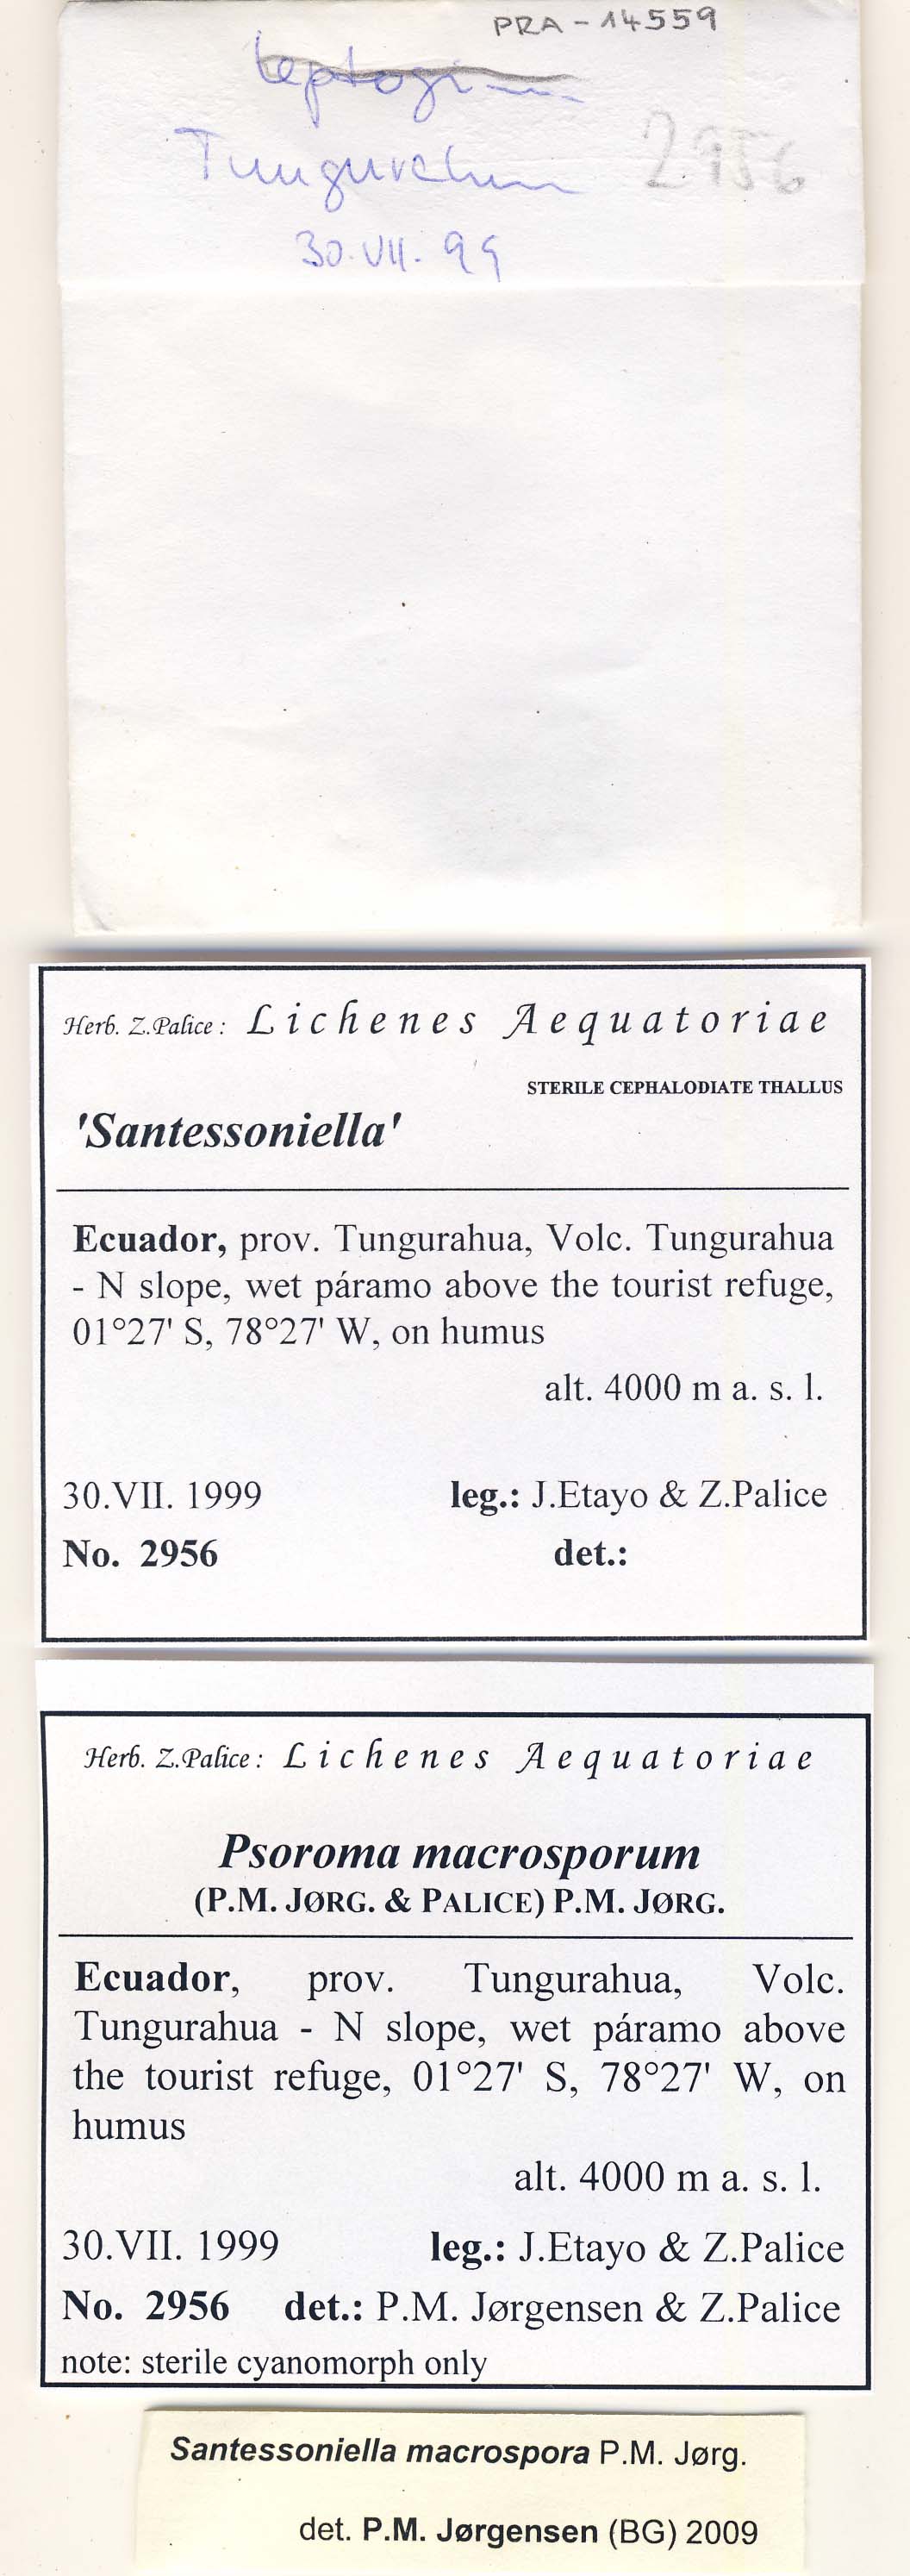 PRA-14559
Leptogium
Tungurahua 2956
30.VII.99
Herb. Z.Palice: Lichenes Aequatoriae
STERILE CEPHALODIATE THALLUS
'Santessoniella'
Ecuador, prov. Tungurahua, Volc. Tungurahua
- N slope, wet páramo above the tourist refuge,
01°27' S, 78°27' W, on humus
alt. 4000 m a. s. l.
30.VII. 1999 leg.: J.Etayo & Z.Palice
No. 2956 det.:
Herb. Z.Palice: Lichenes Aequatoriae
Psoroma macrosporum
(P.M. JØRG. & PALICE) P.M. JØRG.
Ecuador, prov. Tungurahua, Volc.
Tungurahua - N slope, wet páramo above
the tourist refuge, 01°27' S, 78°27' W, on
humus
alt. 4000 m a. s. l.
30.VII. 1999 leg.: J.Etayo & Z.Palice
No. 2956 det.: P.M. Jørgensen & Z.Palice
note: sterile cyanomorph only
Santessoniella macrospora P.M. Jørg.
det. P.M. Jørgensen (BG) 2009